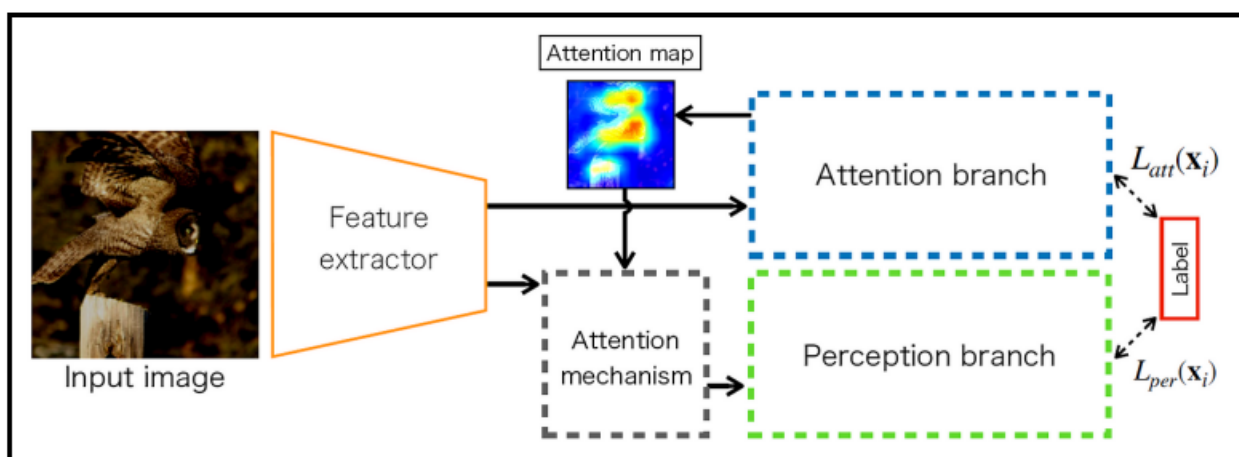 Attention map
Input image
Feature
extractor
Attention
mechanism
Attention branch
Perception branch
L_att(x_i)
Label
L_per(x_i)